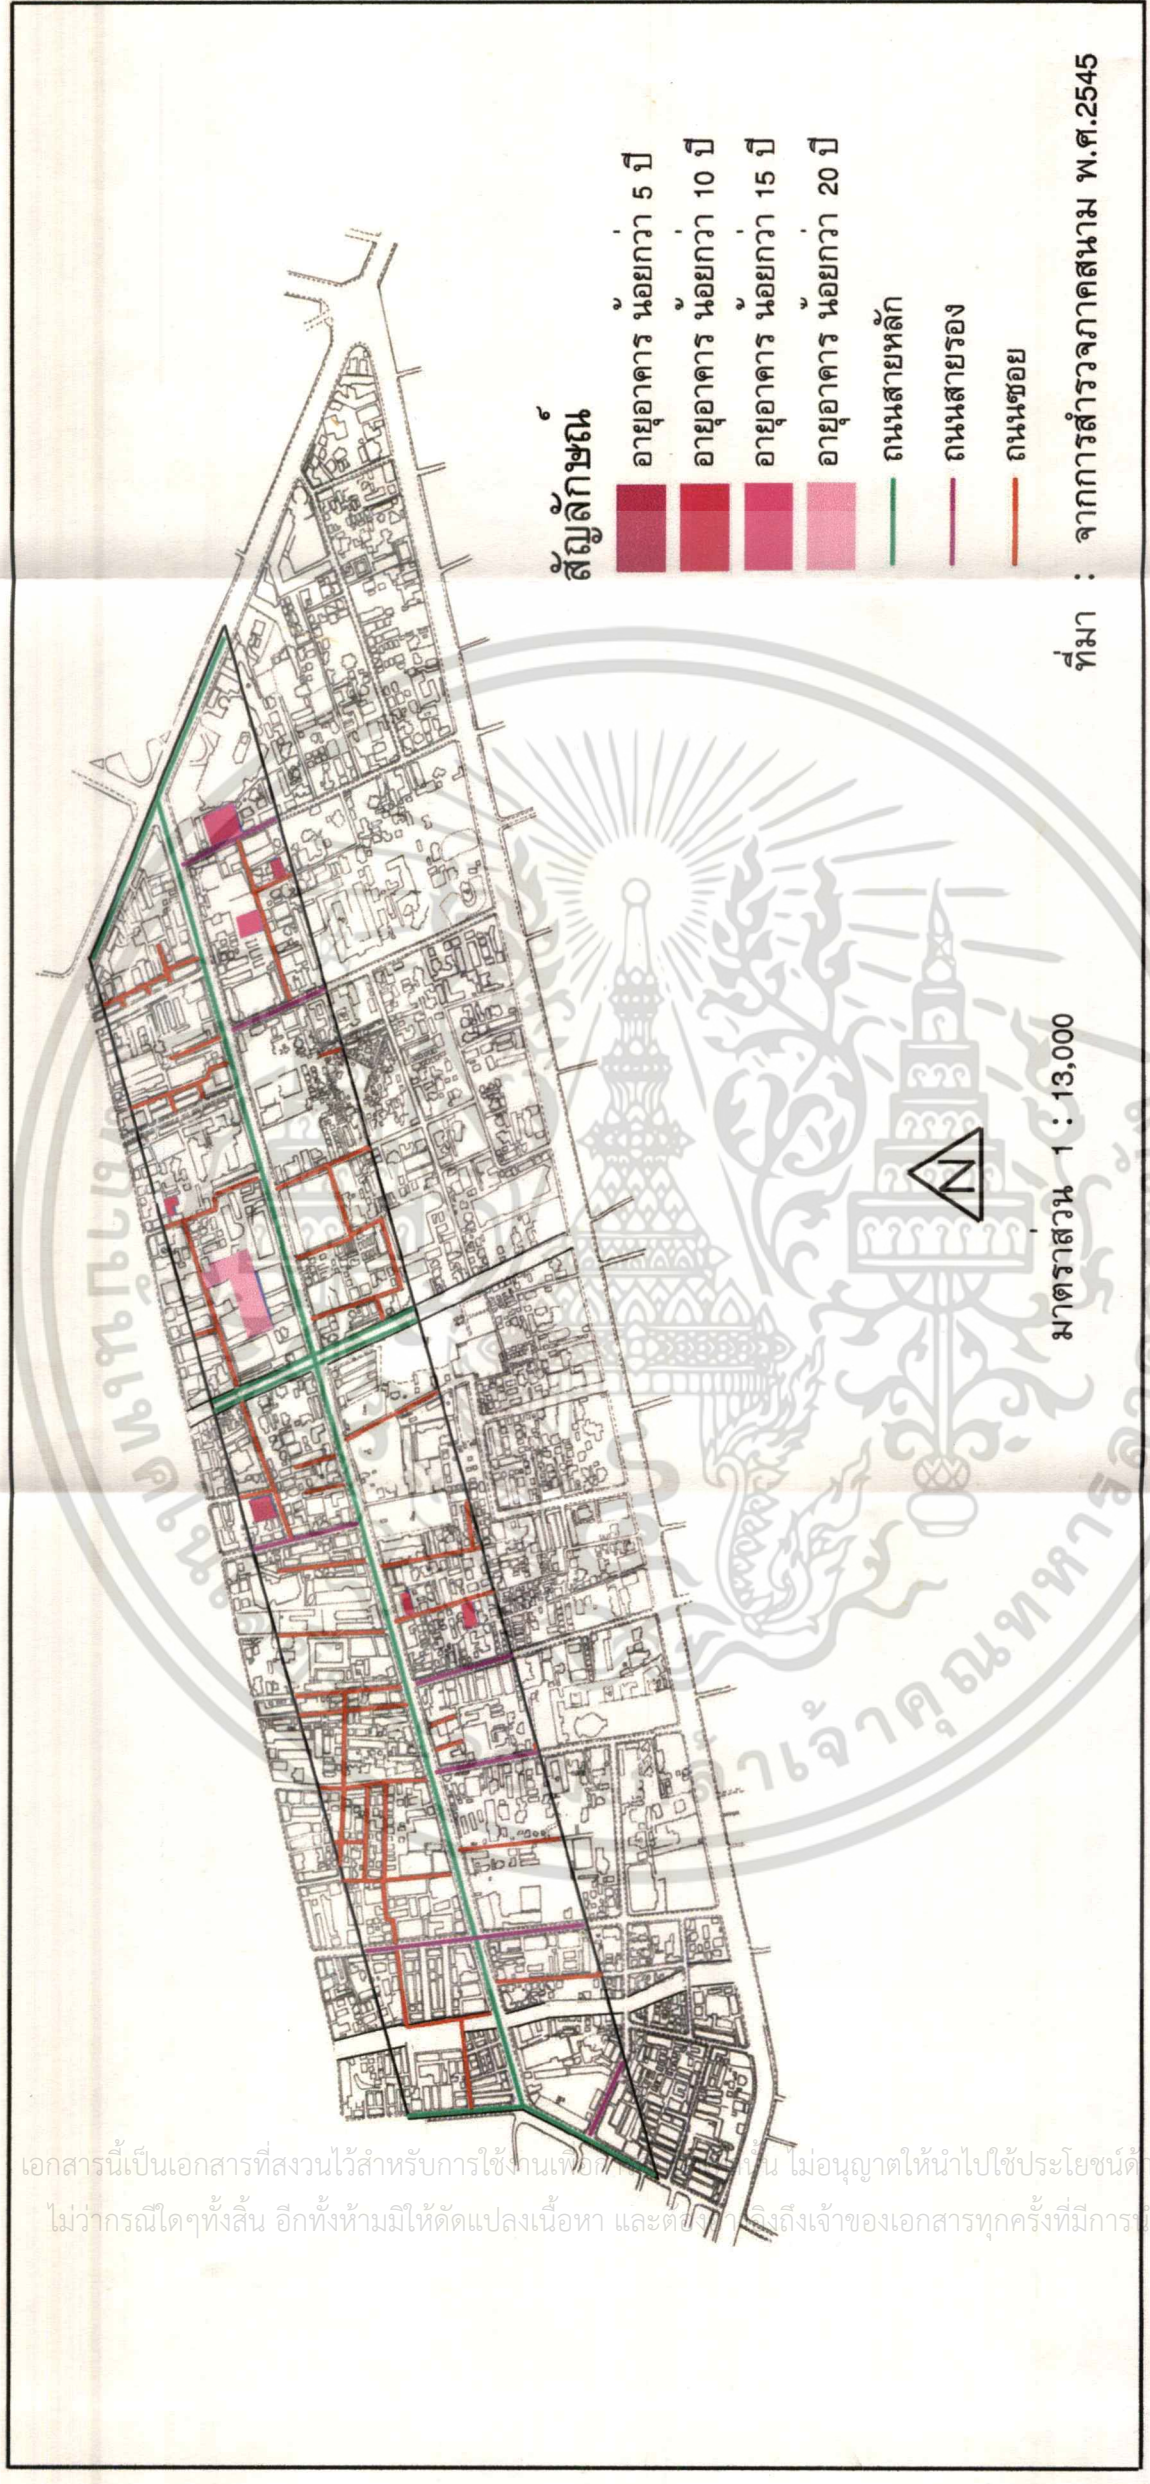 สัญลักษณ์
อายุอาคาร น้อยกว่า 5 ปี
อายุอาคาร น้อยกว่า 10 ปี
อายุอาคาร น้อยกว่า 15 ปี
อายุอาคาร น้อยกว่า 20 ปี
ถนนสายหลัก
ถนนสายรอง
ถนนซอย
N
มาตราส่วน 1 : 13,000
ที่มา : จากการสำรวจภาคสนาม พ.ศ.2545
เอกสารนี้เป็นเอกสารที่สงวนไว้สำหรับการใช้งานเพื่อ
ไม่อนุญาตให้นำไปใช้ประโยชน์
ไม่ว่ากรณีใดๆทั้งสิ้น อีกทั้งห้ามมิให้ดัดแปลงเนื้อหา และต้อง
ถึงเจ้าของเอกสารทุกครั้งที่มีการ